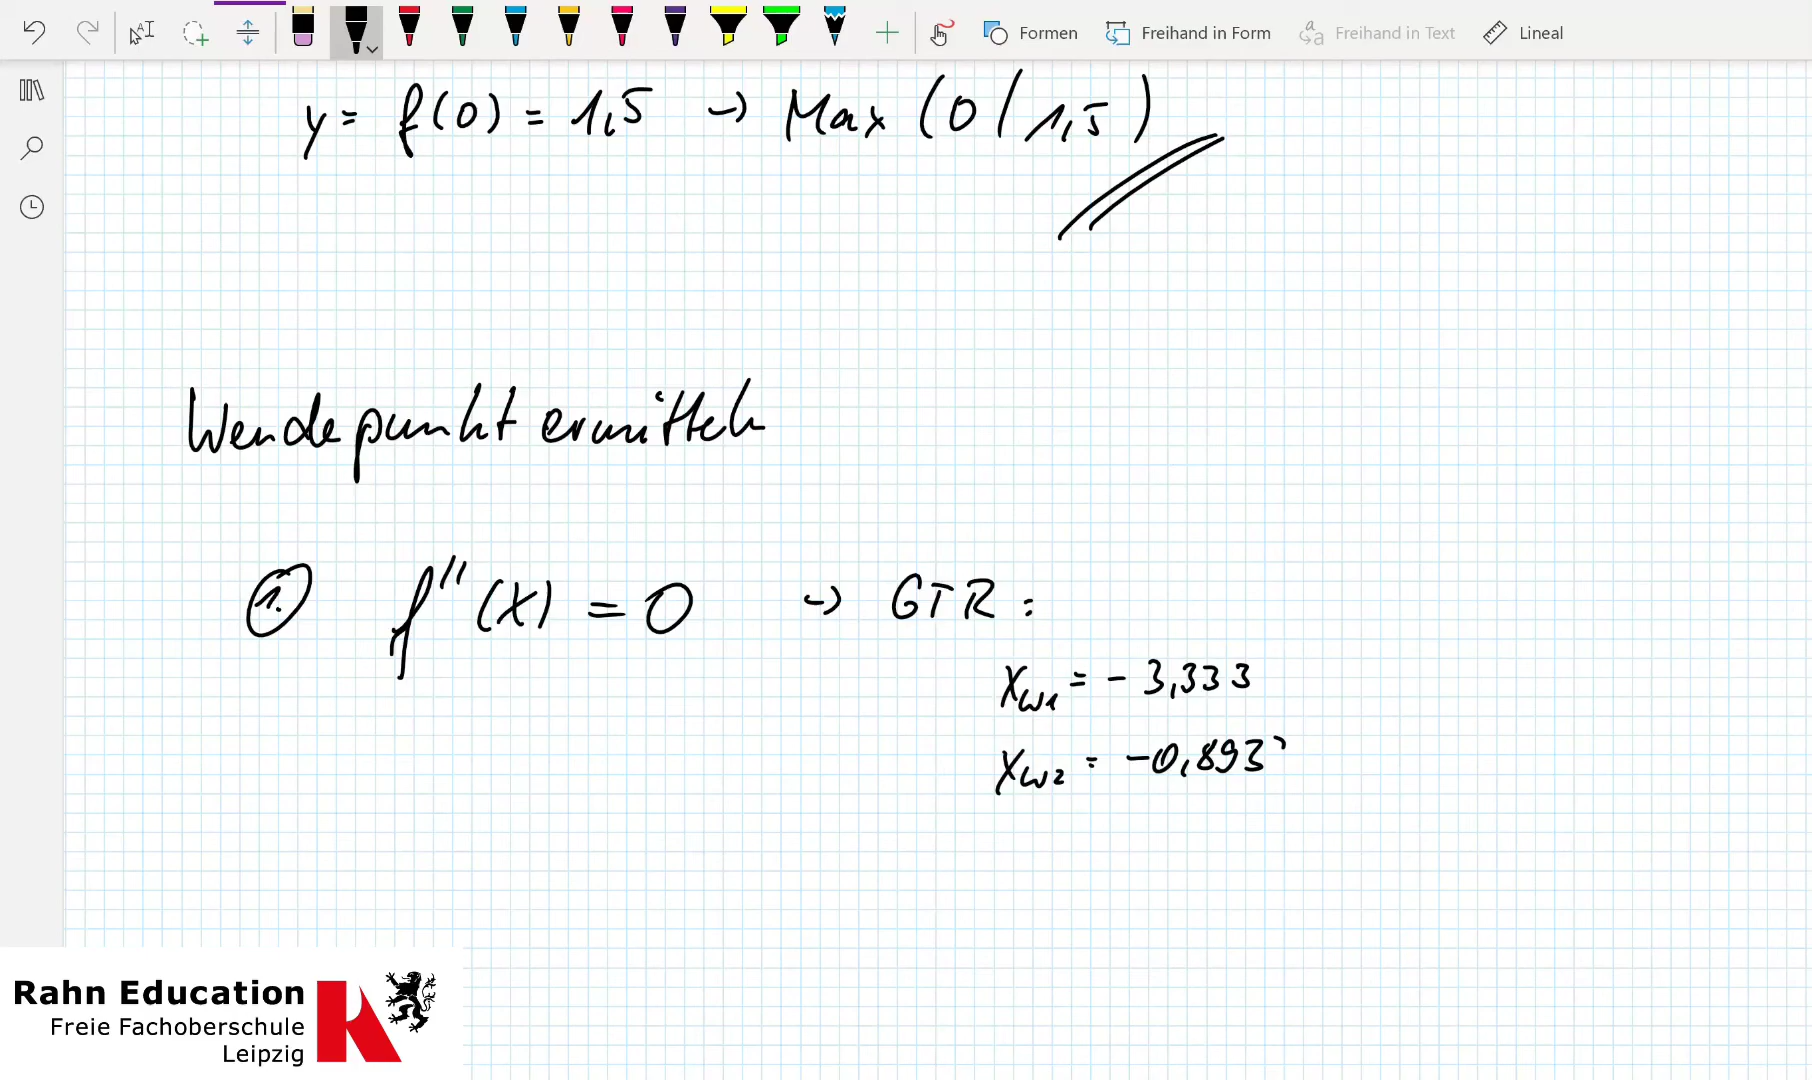 Formen Freihand in Form Freihand in Text Lineal
y = f(0) = 1,5 → Max (0/1,5)
Wendepunkt ermitteln
1. f''(x) = 0 → GTR :
xw1 = - 3,333
xw2 = -0,893
Rahn Education
Freie Fachoberschule
Leipzig